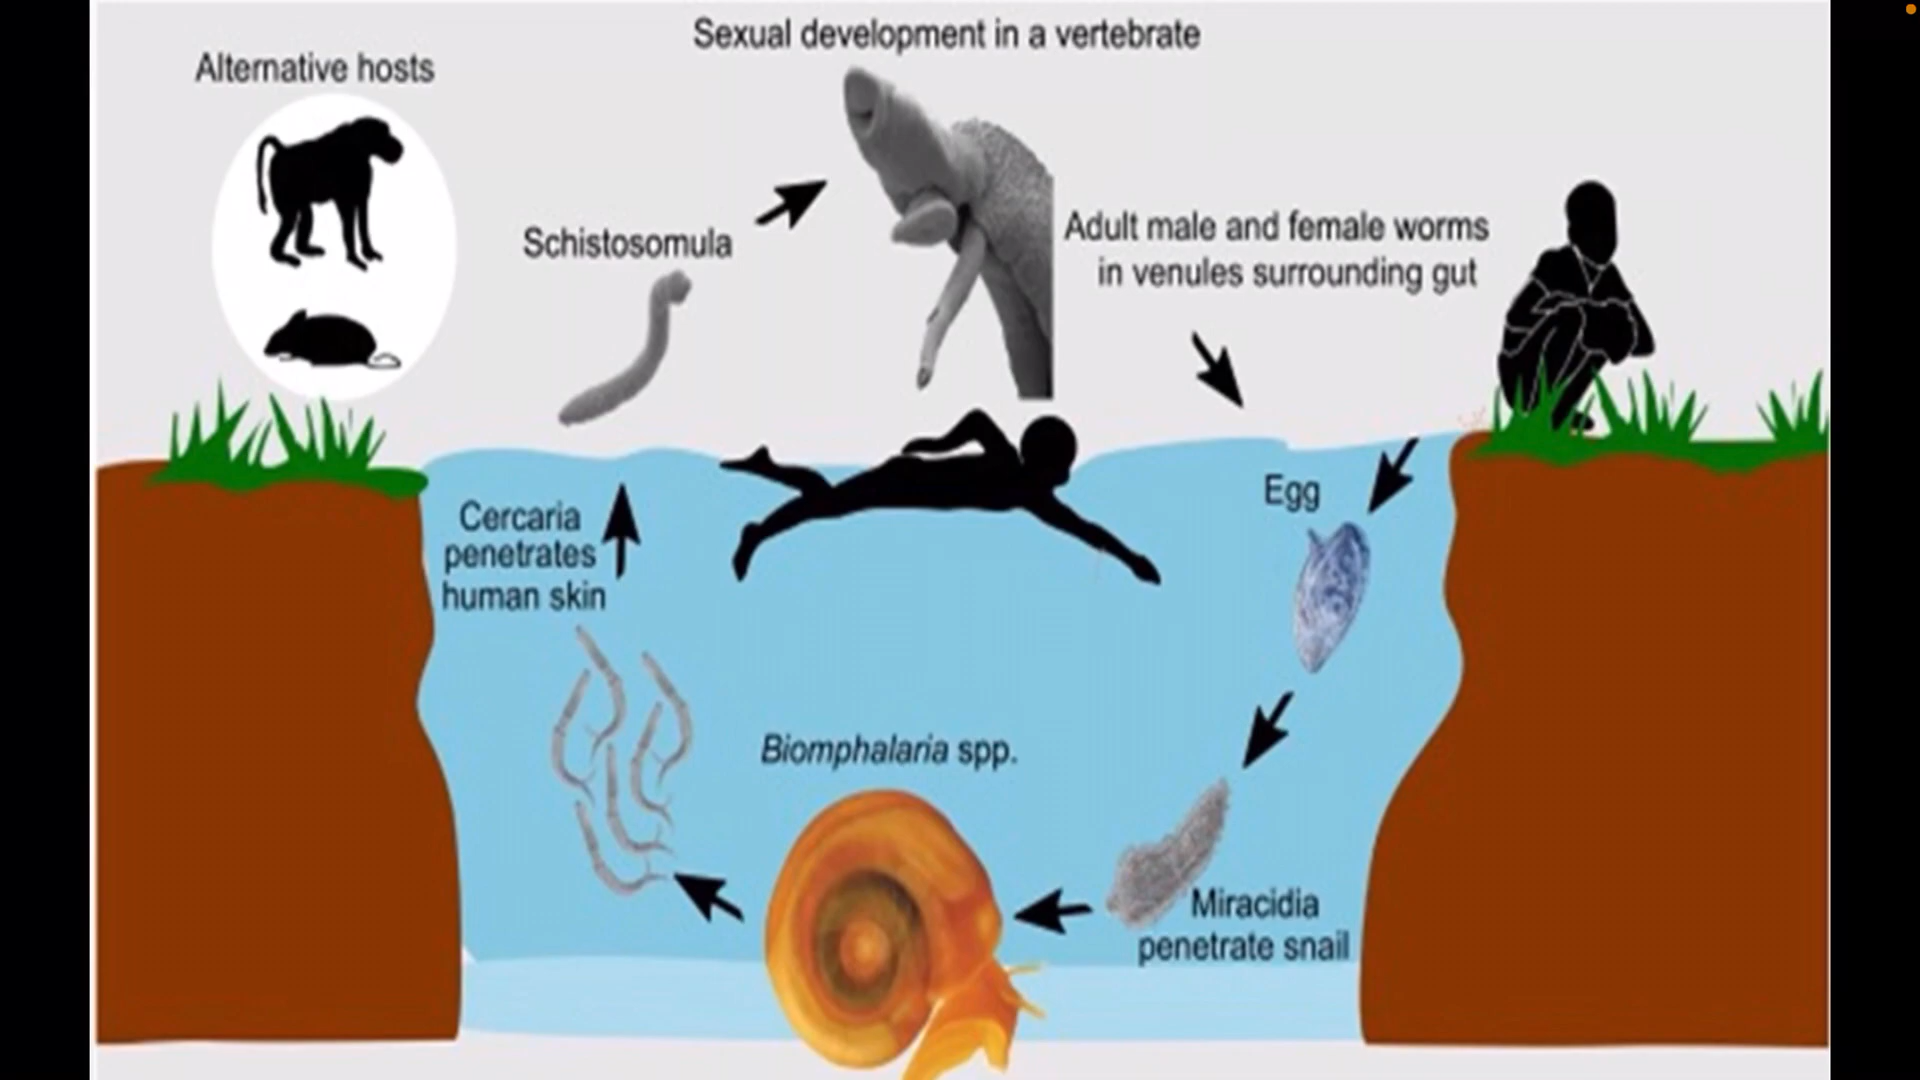 Sexual development in a vertebrate
Alternative hosts
Schistosomula
Adult male and female worms
in venules surrounding gut
Egg
Cercaria
penetrates
human skin
Biomphalaria spp.
Miracidia
penetrate snail